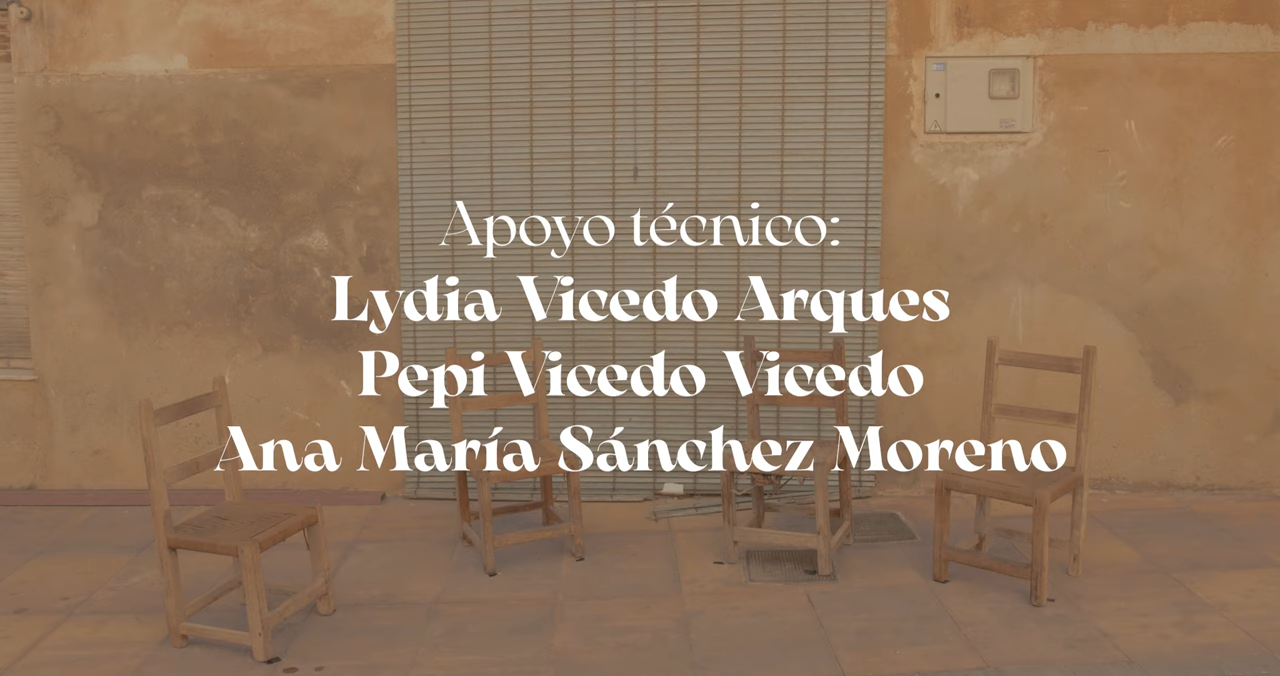 Apoyo técnico:
Lydia Vicedo Arques
Pepi Vicedo Vicedo
Ana María Sánchez Moreno